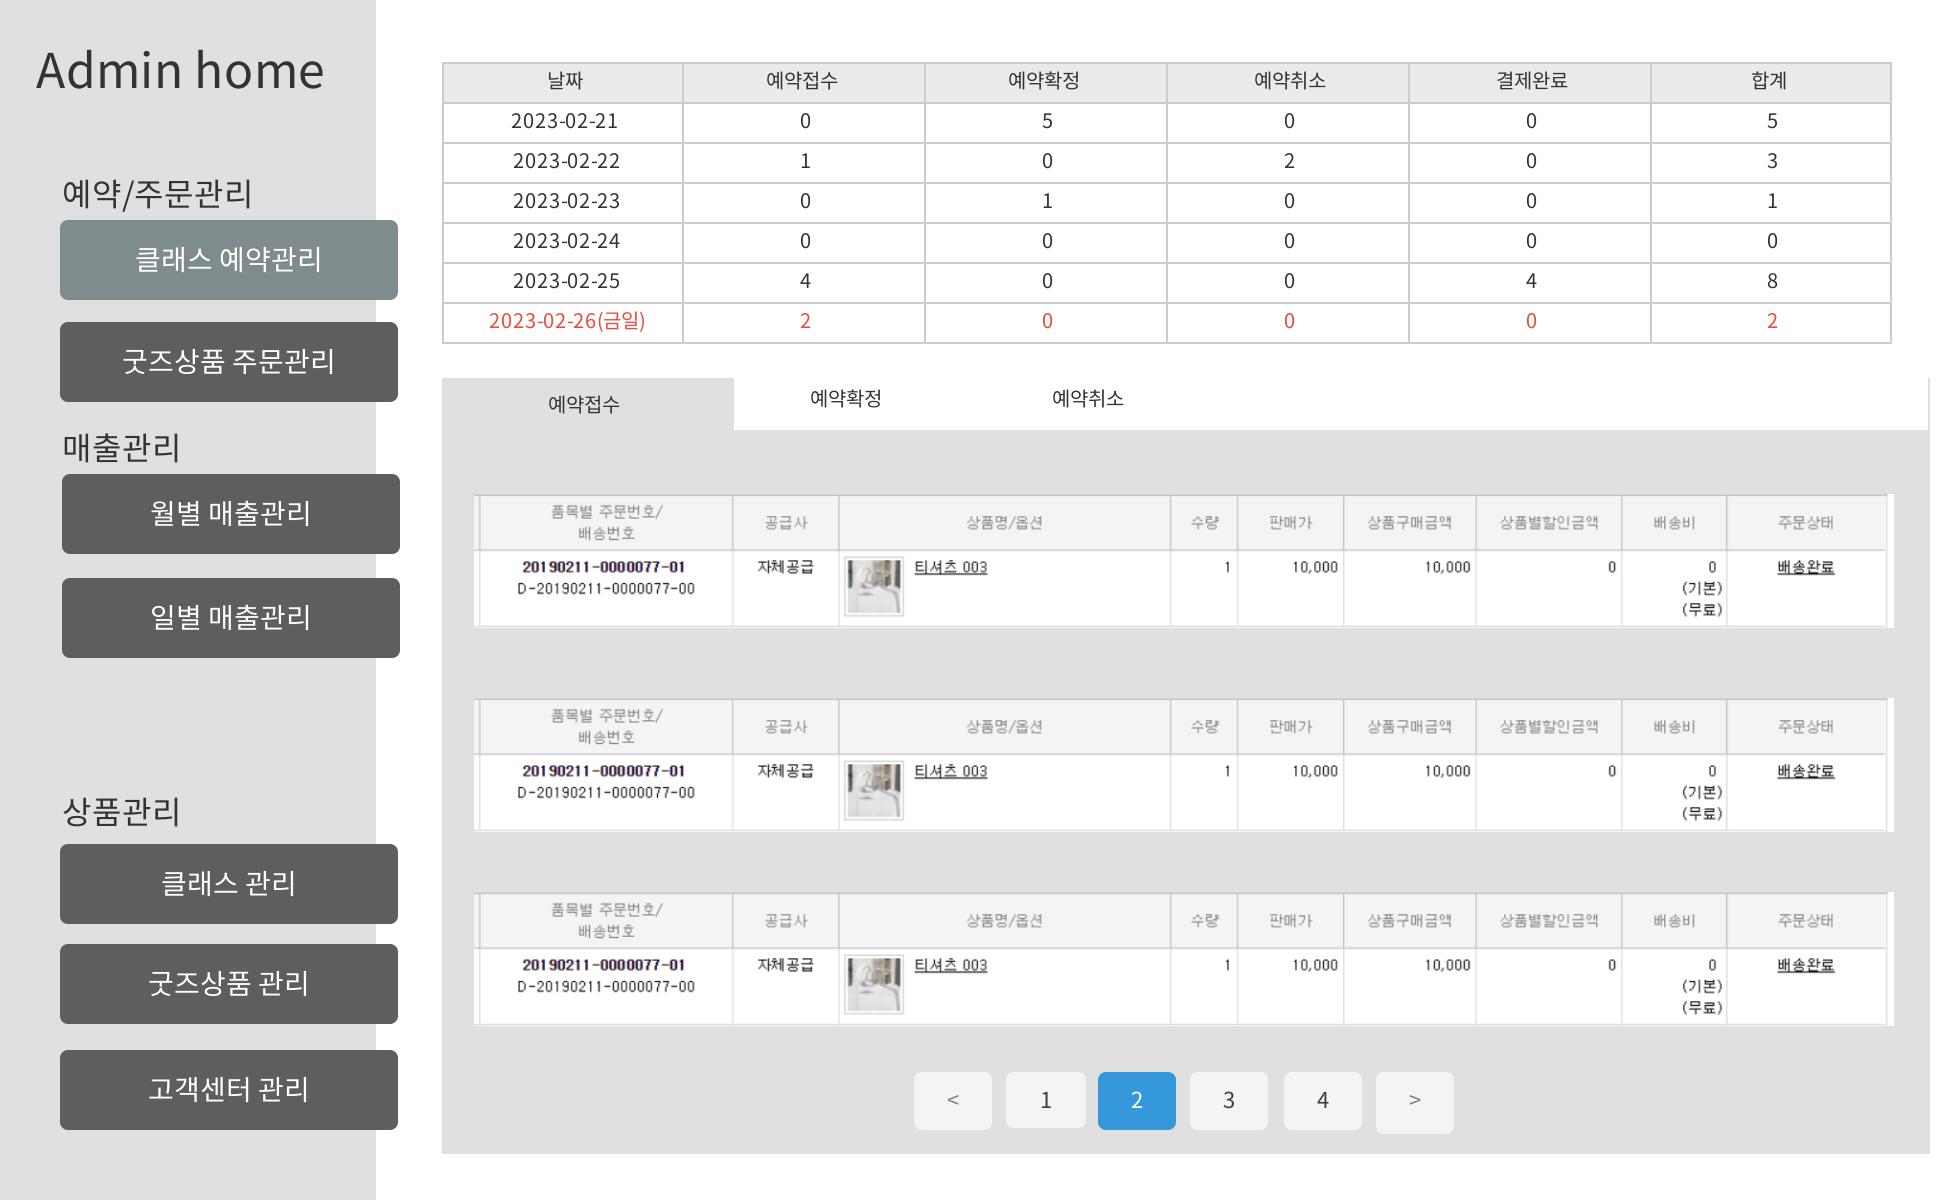 Admin home
예약/주문관리
클래스 예약관리
굿즈상품 주문관리
매출관리
월별 매출관리
일별 매출관리
상품관리
클래스 관리
굿즈상품 관리
고객센터 관리
날짜 예약접수 예약확정 예약취소 결제완료 합계
2023-02-21 0 5 0 0 5
2023-02-22 1 0 2 0 3
2023-02-23 0 1 0 0 1
2023-02-24 0 0 0 0 0
2023-02-25 4 0 0 4 8
2023-02-26(금일) 2 0 0 0 2
예약접수 예약확정 예약취소
품목별 주문번호/
배송번호 공급사 상품명/옵션 수량 판매가 상품구매금액 상품별할인금액 배송비 주문상태
20190211-0000077-01 자체공급 티셔츠 003 1 10,000 10,000 0 0 배송완료
D-20190211-0000077-00 (기본)
(무료)
품목별 주문번호/
배송번호 공급사 상품명/옵션 수량 판매가 상품구매금액 상품별할인금액 배송비 주문상태
20190211-0000077-01 자체공급 티셔츠 003 1 10,000 10,000 0 0 배송완료
D-20190211-0000077-00 (기본)
(무료)
품목별 주문번호/
배송번호 공급사 상품명/옵션 수량 판매가 상품구매금액 상품별할인금액 배송비 주문상태
20190211-0000077-01 자체공급 티셔츠 003 1 10,000 10,000 0 0 배송완료
D-20190211-0000077-00 (기본)
(무료)
< 1 2 3 4 >